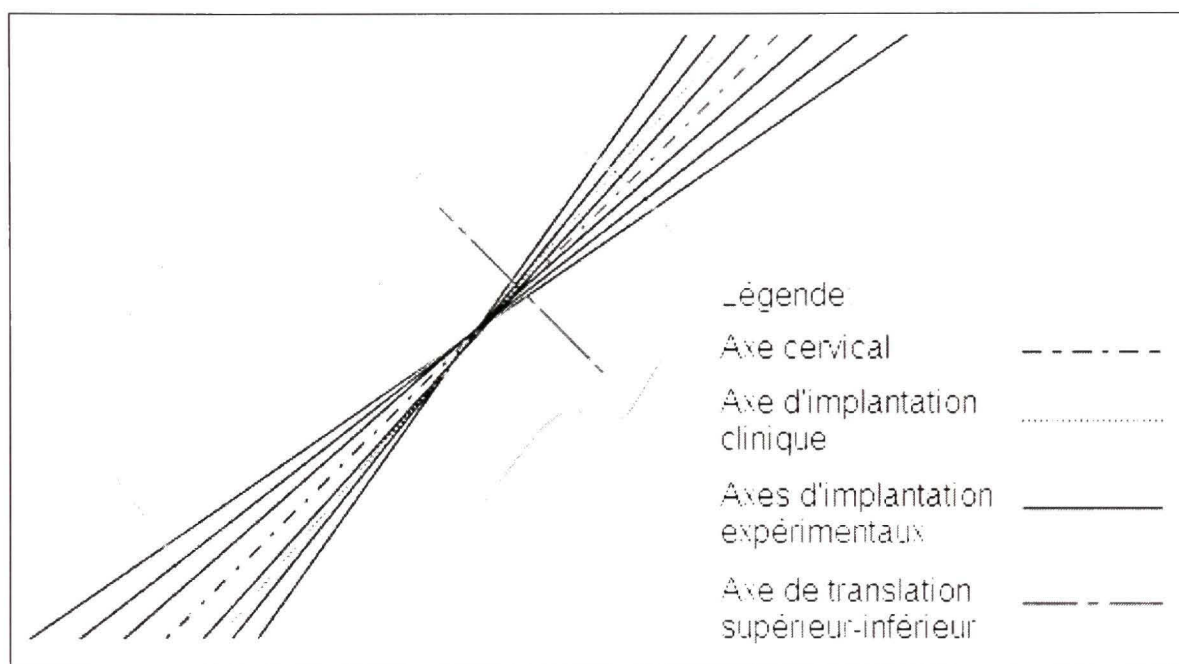 Légende
Axe cervical
Axe d'implantation
clinique
Axes d'implantation
expérimentaux
Axe de translation
supérieur-inférieur